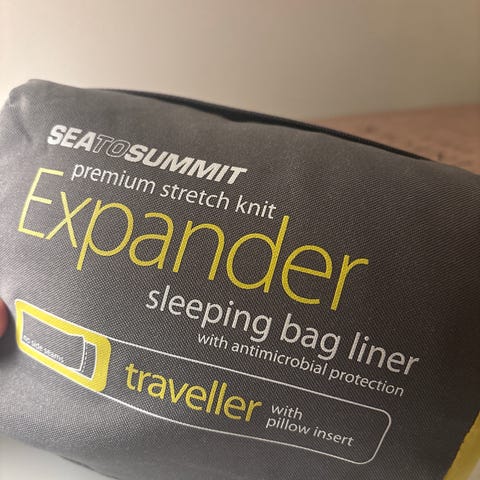 SEATOSUMMIT
premium stretch knit
Expander
sleeping bag liner
with antimicrobial protection
no side seams
traveller
with
pillow insert